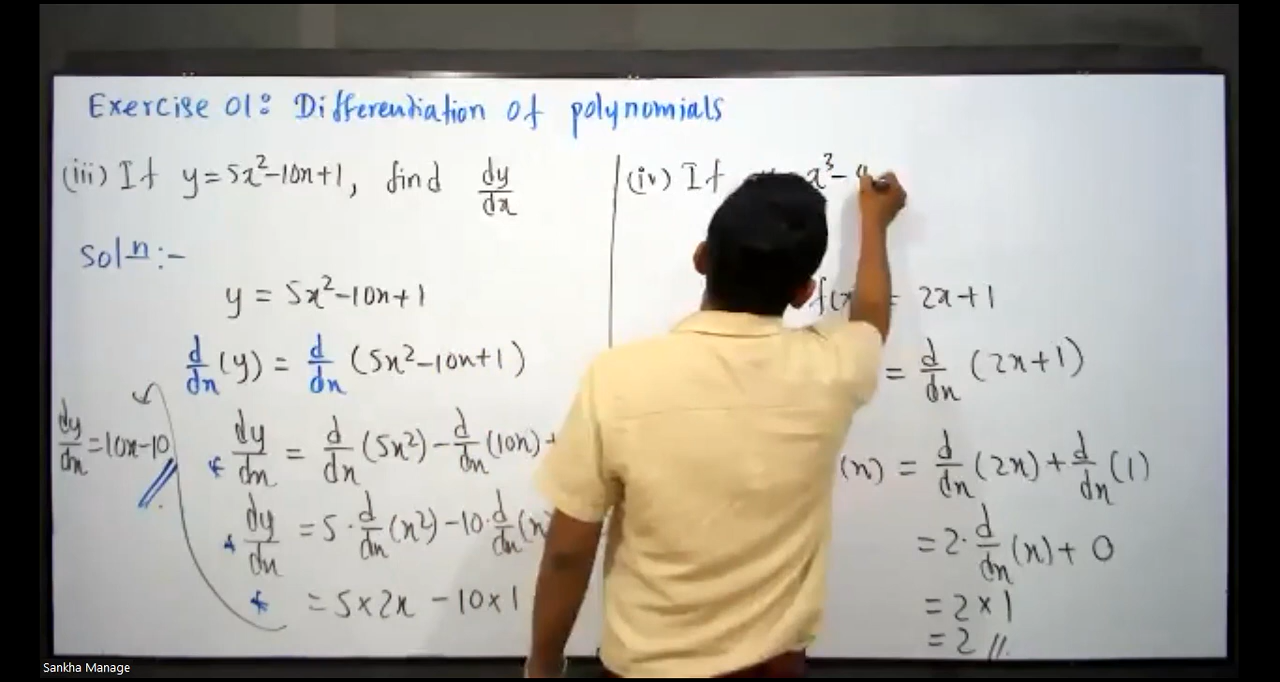 Exercise 01: Differentiation of polynomials
(iii) If y = 5x²-10x+1, find dy/dx
Soln:-
y = 5x²-10x+1
d/dx (y) = d/dx (5x²-10x+1)
dy/dx = d/dx (5x²) - d/dx (10x) +
dy/dx = 5 · d/dx (x²) - 10 · d/dx (x
= 5×2x - 10×1
dy/dx = 10x-10 //
(iv) If x³ -
f(x) = 2x+1
= d/dx (2x+1)
(x) = d/dx (2x) + d/dx (1)
= 2 · d/dx (x) + 0
= 2×1
= 2 //
Sankha Manage